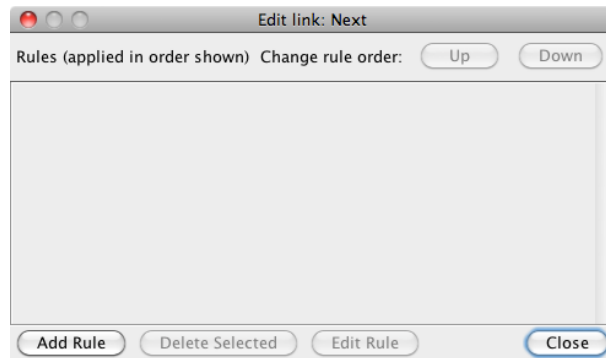 Edit link: Next
Rules (applied in order shown) Change rule order: Up Down
Add Rule Delete Selected Edit Rule Close